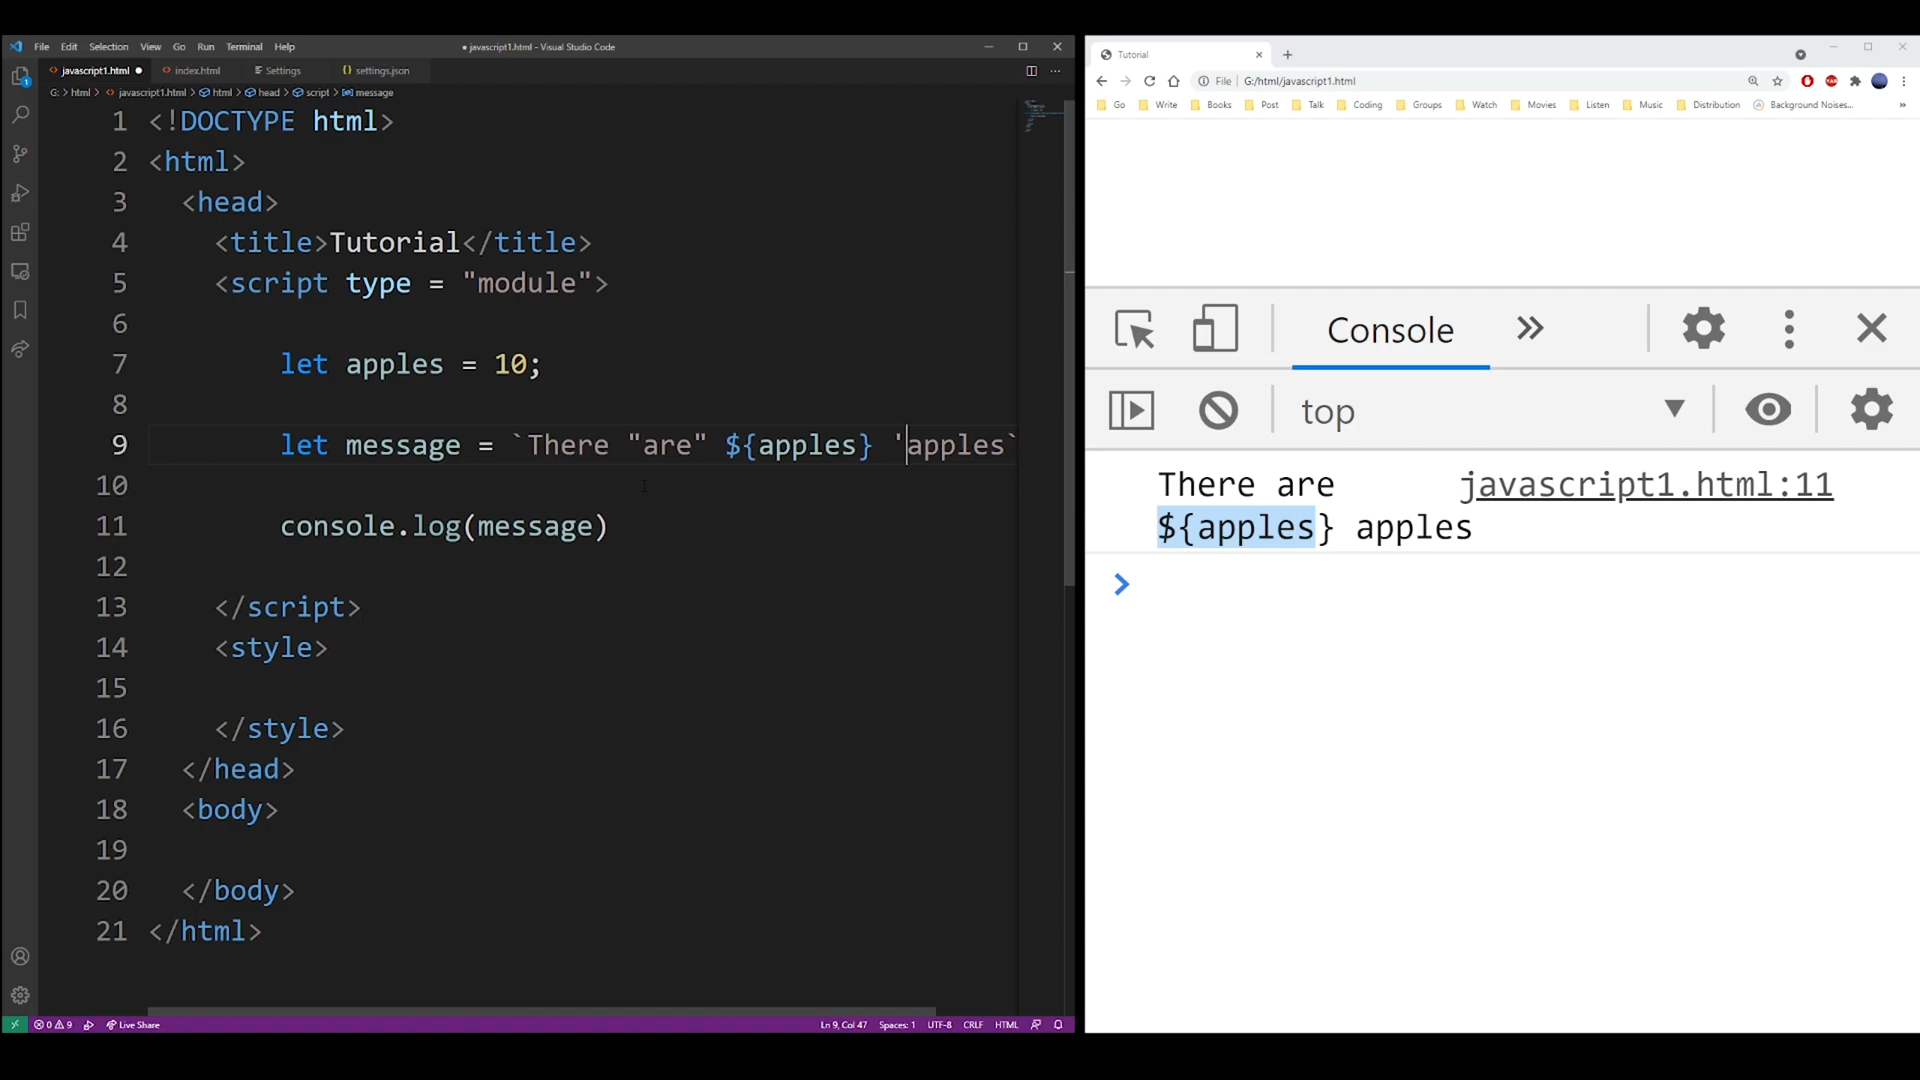 File Edit Selection View Go Run Terminal Help
● javascript1.html - Visual Studio Code
javascript1.html ● index.html Settings settings.json
G: > html > javascript1.html > html > head > script > message
1 <!DOCTYPE html>
2 <html>
3 <head>
4 <title>Tutorial</title>
5 <script type = "module">
6
7 let apples = 10;
8
9 let message = `There "are" ${apples} 'apples`
10
11 console.log(message)
12
13 </script>
14 <style>
15
16 </style>
17 </head>
18 <body>
19
20 </body>
21 </html>
0 9 Live Share Ln 9, Col 47 Spaces: 1 UTF-8 CRLF HTML
Tutorial
File | G:/html/javascript1.html
Go Write Books Post Talk Coding Groups Watch Movies Listen Music Distribution Background Noises... »
Console
top
There are javascript1.html:11
${apples} apples